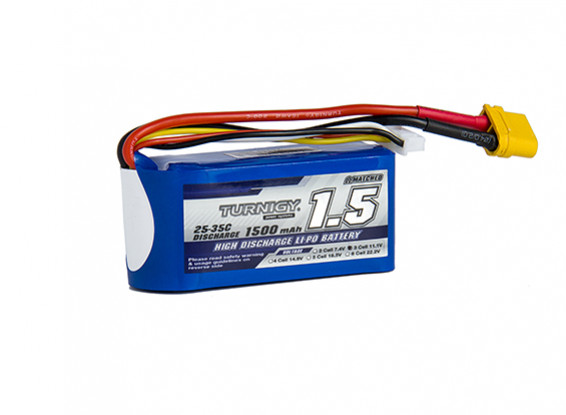 MATCHED
TURNIGY
1.5
25-35C
DISCHARGE
1500 mAh
HIGH DISCHARGE LI-PO BATTERY
Please read safety warning
& usage guidelines on
reverse side
VOLTAGE
2 Cell 7.4V 3 Cell 11.1V
4 Cell 14.8V 5 Cell 18.5V 6 Cell 22.2V